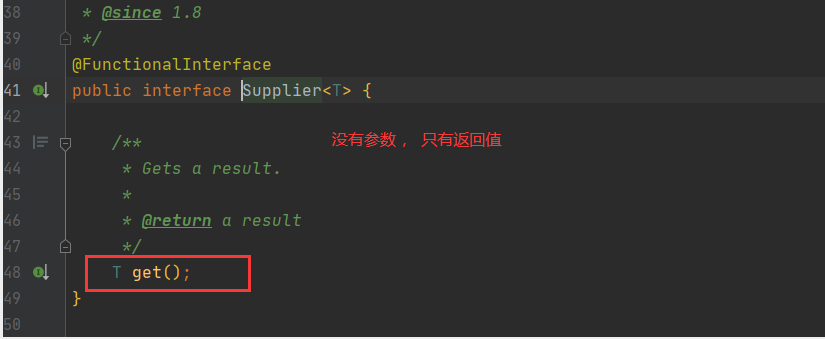 38 * @since 1.8
39 */
40 @FunctionalInterface
41 public interface Supplier<T> {
42
43 /** 没有参数 ， 只有返回值
44 * Gets a result.
45 *
46 * @return a result
47 */
48 T get();
49 }
50